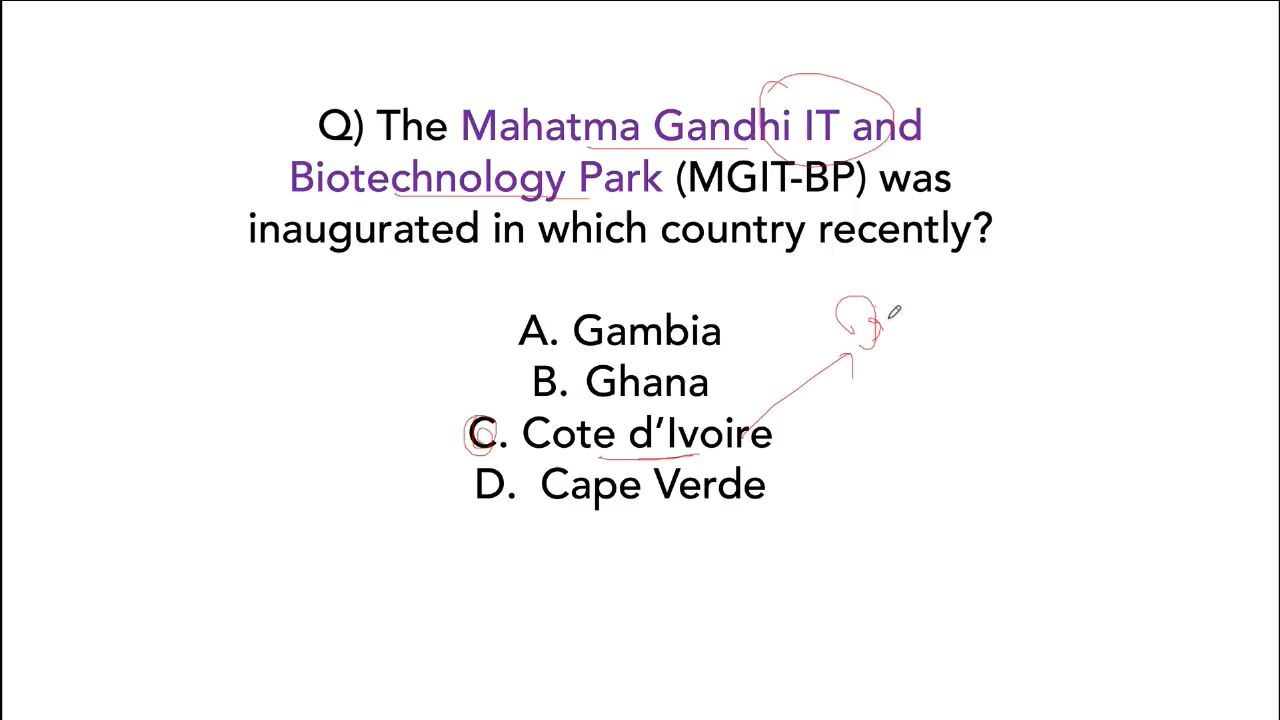 Q) The Mahatma Gandhi IT and
Biotechnology Park (MGIT-BP) was
inaugurated in which country recently?
A. Gambia
B. Ghana
C. Cote d’Ivoire
D. Cape Verde